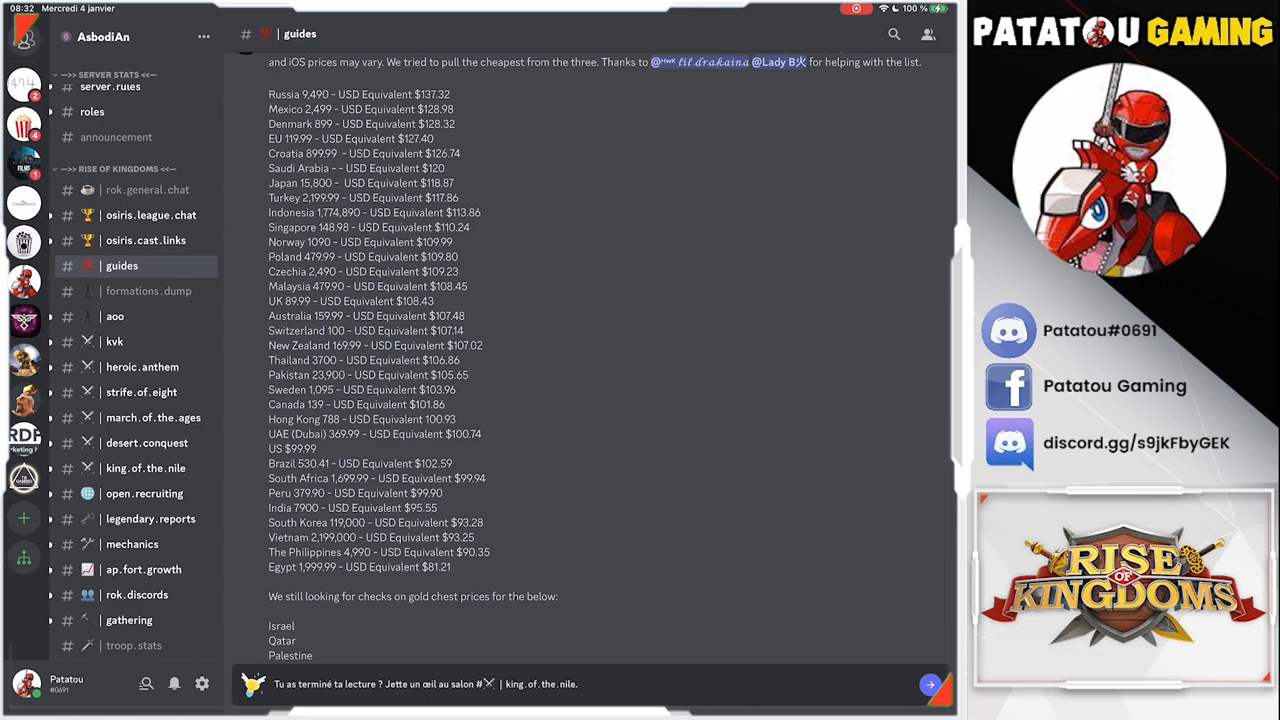 08:32 Mercredi 4 janvier
100 %
AsbodiAn
—>> SERVER STATS <<—
server.rules
roles
announcement
—>> RISE OF KINGDOMS <<—
rok.general.chat
osiris.league.chat
osiris.cast.links
guides
formations.dump
aoo
kvk
heroic.anthem
strife.of.eight
march.of.the.ages
desert.conquest
king.of.the.nile
open.recruiting
legendary.reports
mechanics
ap.fort.growth
rok.discords
gathering
troop.stats
Patatou
#0691
474
2
4
FILMS
1
RDF
# 💯 | guides
and iOS prices may vary. We tried to pull the cheapest from the three. Thanks to @ᴴʷᴷ 𝓵𝓲𝓵 𝓭𝓻𝓪𝓴𝓪𝓲𝓷𝓪 @Lady B火 for helping with the list.
Russia 9,490 - USD Equivalent $137.32
Mexico 2,499 - USD Equivalent $128.98
Denmark 899 - USD Equivalent $128.32
EU 119.99 - USD Equivalent $127.40
Croatia 899.99 - USD Equivalent $126.74
Saudi Arabia - - USD Equivalent $120
Japan 15,800 - USD Equivalent $118.87
Turkey 2,199.99 - USD Equivalent $117.86
Indonesia 1,774,890 - USD Equivalent $113.86
Singapore 148.98 - USD Equivalent $110.24
Norway 1090 - USD Equivalent $109.99
Poland 479.99 - USD Equivalent $109.80
Czechia 2,490 - USD Equivalent $109.23
Malaysia 479.90 - USD Equivalent $108.45
UK 89.99 - USD Equivalent $108.43
Australia 159.99 - USD Equivalent $107.48
Switzerland 100 - USD Equivalent $107.14
New Zealand 169.99 - USD Equivalent $107.02
Thailand 3700 - USD Equivalent $106.86
Pakistan 23,900 - USD Equivalent $105.65
Sweden 1,095 - USD Equivalent $103.96
Canada 139 - USD Equivalent $101.86
Hong Kong 788 - USD Equivalent 100.93
UAE (Dubai) 369.99 - USD Equivalent $100.74
US $99.99
Brazil 530.41 - USD Equivalent $102.59
South Africa 1,699.99 - USD Equivalent $99.94
Peru 379.90 - USD Equivalent $99.90
India 7900 - USD Equivalent $95.55
South Korea 119,000 - USD Equivalent $93.28
Vietnam 2,199,000 - USD Equivalent $93.25
The Philippines 4,990 - USD Equivalent $90.35
Egypt 1,999.99 - USD Equivalent $81.21
We still looking for checks on gold chest prices for the below:
Israel
Qatar
Palestine
Tu as terminé ta lecture ? Jette un œil au salon #⚔ | king.of.the.nile.
PATATOU GAMING
Patatou#0691
Patatou Gaming
discord.gg/s9jkFbyGEK
RISE OF KINGDOMS